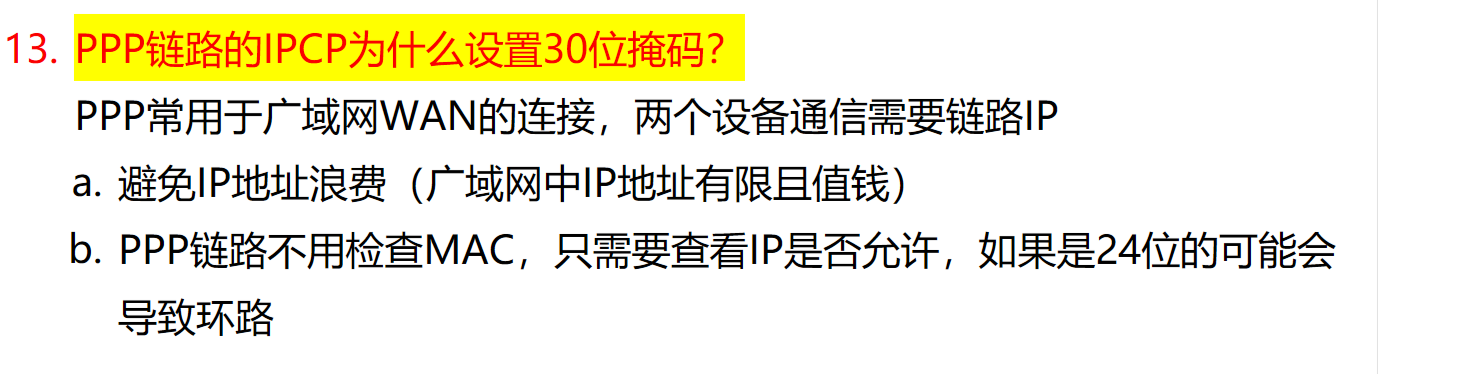 13. PPP链路的IPCP为什么设置30位掩码？
PPP常用于广域网WAN的连接，两个设备通信需要链路IP
a. 避免IP地址浪费（广域网中IP地址有限且值钱）
b. PPP链路不用检查MAC，只需要查看IP是否允许，如果是24位的可能会
导致环路